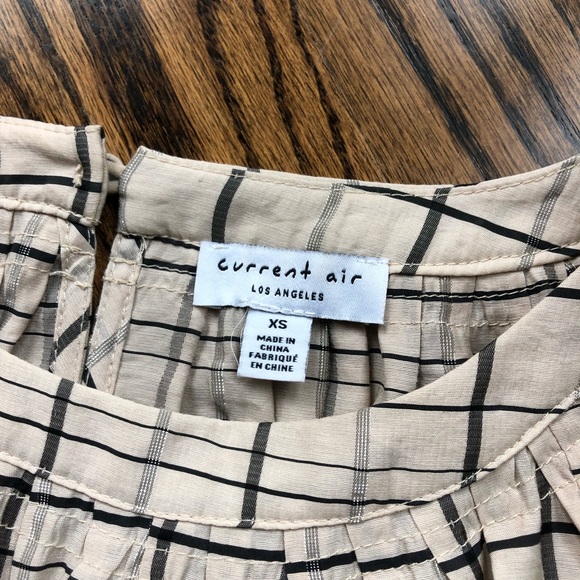 current air
LOS ANGELES
XS
MADE IN
CHINA
FABRIQUÉ
EN CHINE